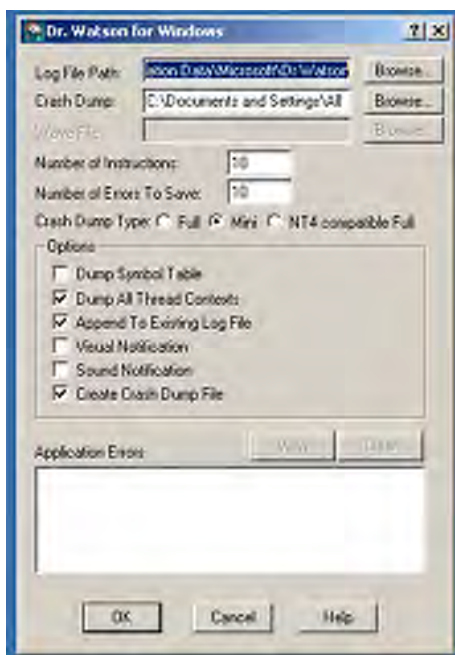 Dr. Watson for Windows
Log File Path: ation Data\Microsoft\Dr Watson Browse...
Crash Dump: C:\Documents and Settings\All Browse...
Wave File: Browse...
Number of Instructions: 10
Number of Errors To Save: 10
Crash Dump Type: Full Mini NT4 compatible Full
Options
Dump Symbol Table
Dump All Thread Contexts
Append To Existing Log File
Visual Notification
Sound Notification
Create Crash Dump File
Application Errors View Clear
OK Cancel Help